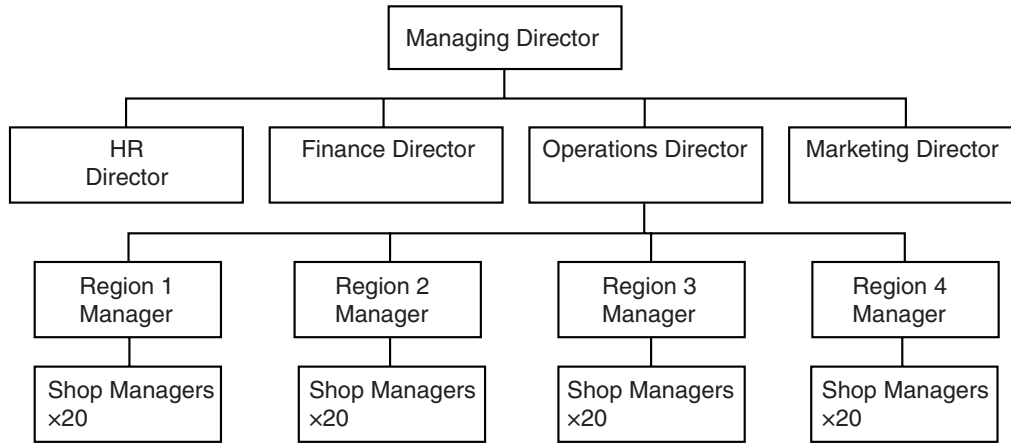 Managing Director
HR
Director
Finance Director
Operations Director
Marketing Director
Region 1
Manager
Region 2
Manager
Region 3
Manager
Region 4
Manager
Shop Managers
×20
Shop Managers
×20
Shop Managers
×20
Shop Managers
×20